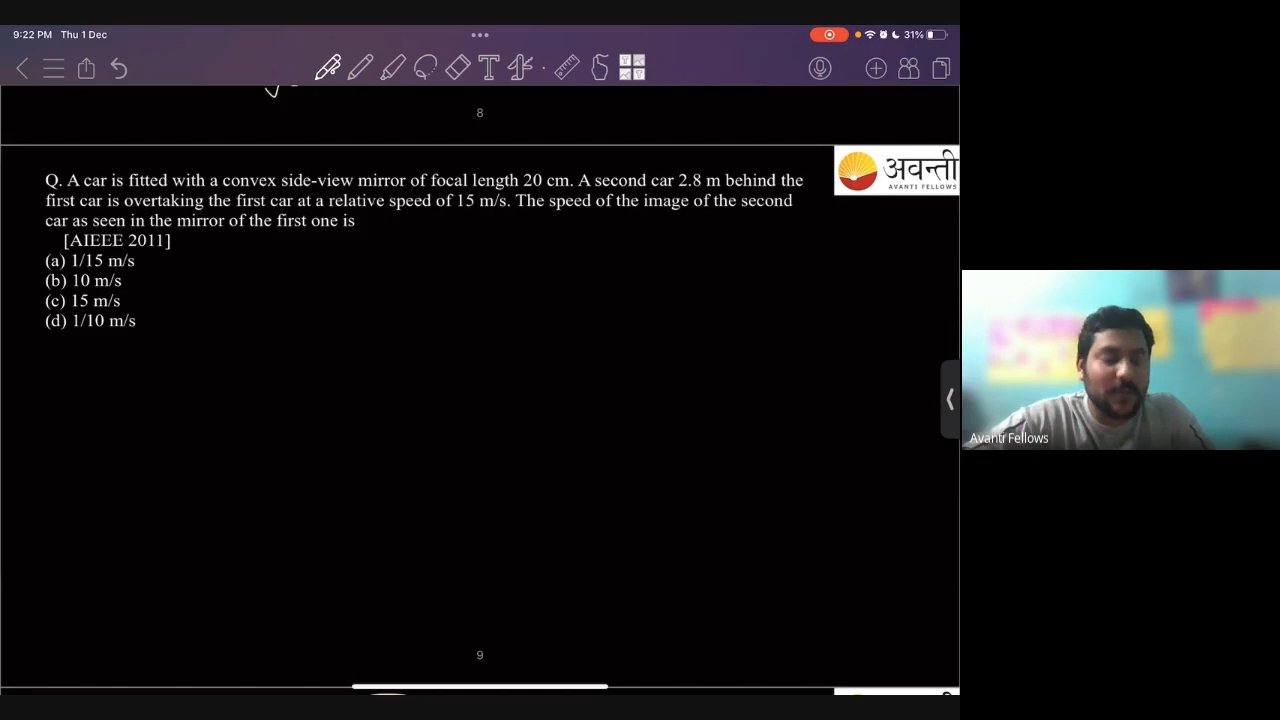 9:22 PM Thu 1 Dec
31%
8
अवन्ती
AVANTI FELLOWS
Q. A car is fitted with a convex side-view mirror of focal length 20 cm. A second car 2.8 m behind the
first car is overtaking the first car at a relative speed of 15 m/s. The speed of the image of the second
car as seen in the mirror of the first one is
[AIEEE 2011]
(a) 1/15 m/s
(b) 10 m/s
(c) 15 m/s
(d) 1/10 m/s
Avanti Fellows
9